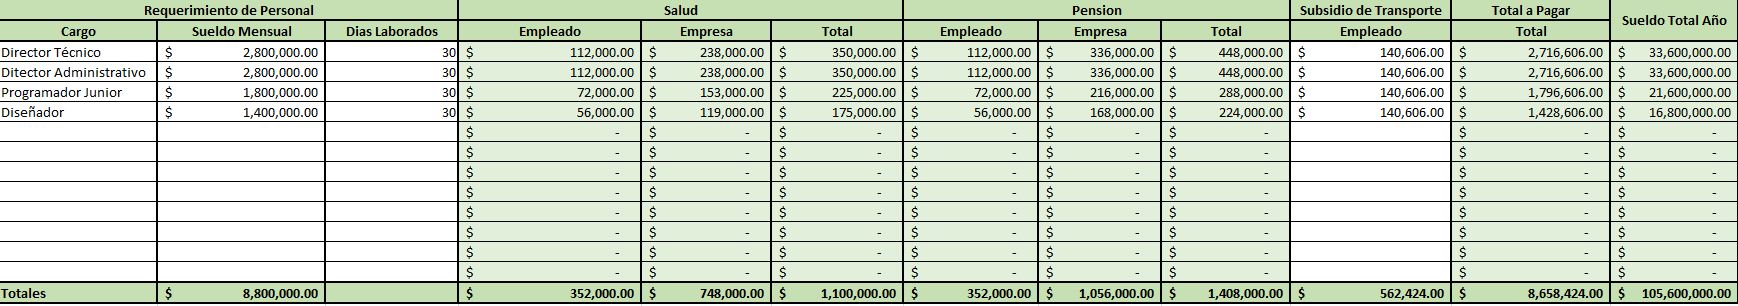 Requerimiento de Personal Salud Pension Subsidio de Transporte Total a Pagar Sueldo Total Año
Cargo Sueldo Mensual Dias Laborados Empleado Empresa Total Empleado Empresa Total Empleado Total
Director Técnico $ 2,800,000.00 30 $ 112,000.00 $ 238,000.00 $ 350,000.00 $ 112,000.00 $ 336,000.00 $ 448,000.00 $ 140,606.00 $ 2,716,606.00 $ 33,600,000.00
Ditector Administrativo $ 2,800,000.00 30 $ 112,000.00 $ 238,000.00 $ 350,000.00 $ 112,000.00 $ 336,000.00 $ 448,000.00 $ 140,606.00 $ 2,716,606.00 $ 33,600,000.00
Programador Junior $ 1,800,000.00 30 $ 72,000.00 $ 153,000.00 $ 225,000.00 $ 72,000.00 $ 216,000.00 $ 288,000.00 $ 140,606.00 $ 1,796,606.00 $ 21,600,000.00
Diseñador $ 1,400,000.00 30 $ 56,000.00 $ 119,000.00 $ 175,000.00 $ 56,000.00 $ 168,000.00 $ 224,000.00 $ 140,606.00 $ 1,428,606.00 $ 16,800,000.00
$ - $ - $ - $ - $ - $ - $ - $ -
$ - $ - $ - $ - $ - $ - $ - $ -
$ - $ - $ - $ - $ - $ - $ - $ -
$ - $ - $ - $ - $ - $ - $ - $ -
$ - $ - $ - $ - $ - $ - $ - $ -
$ - $ - $ - $ - $ - $ - $ - $ -
$ - $ - $ - $ - $ - $ - $ - $ -
$ - $ - $ - $ - $ - $ - $ - $ -
Totales $ 8,800,000.00 $ 352,000.00 $ 748,000.00 $ 1,100,000.00 $ 352,000.00 $ 1,056,000.00 $ 1,408,000.00 $ 562,424.00 $ 8,658,424.00 $ 105,600,000.00